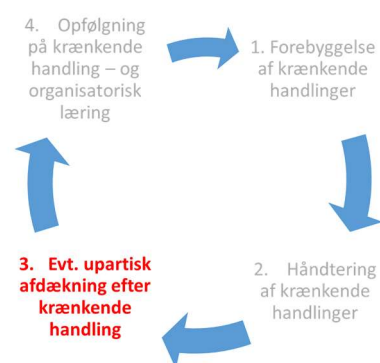 4. Opfølgning
på krænkende
handling – og
organisatorisk
læring
1. Forebyggelse
af krænkende
handlinger
2. Håndtering
af krænkende
handlinger
3. Evt. upartisk
afdækning efter
krænkende
handling